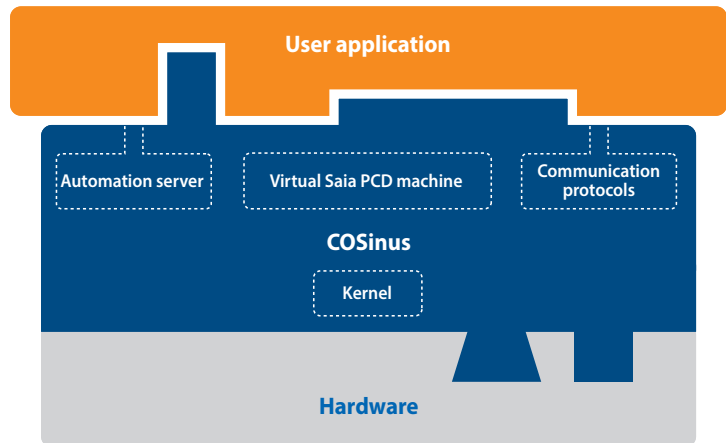 User application
Automation server
Virtual Saia PCD machine
Communication
protocols
COSinus
Kernel
Hardware